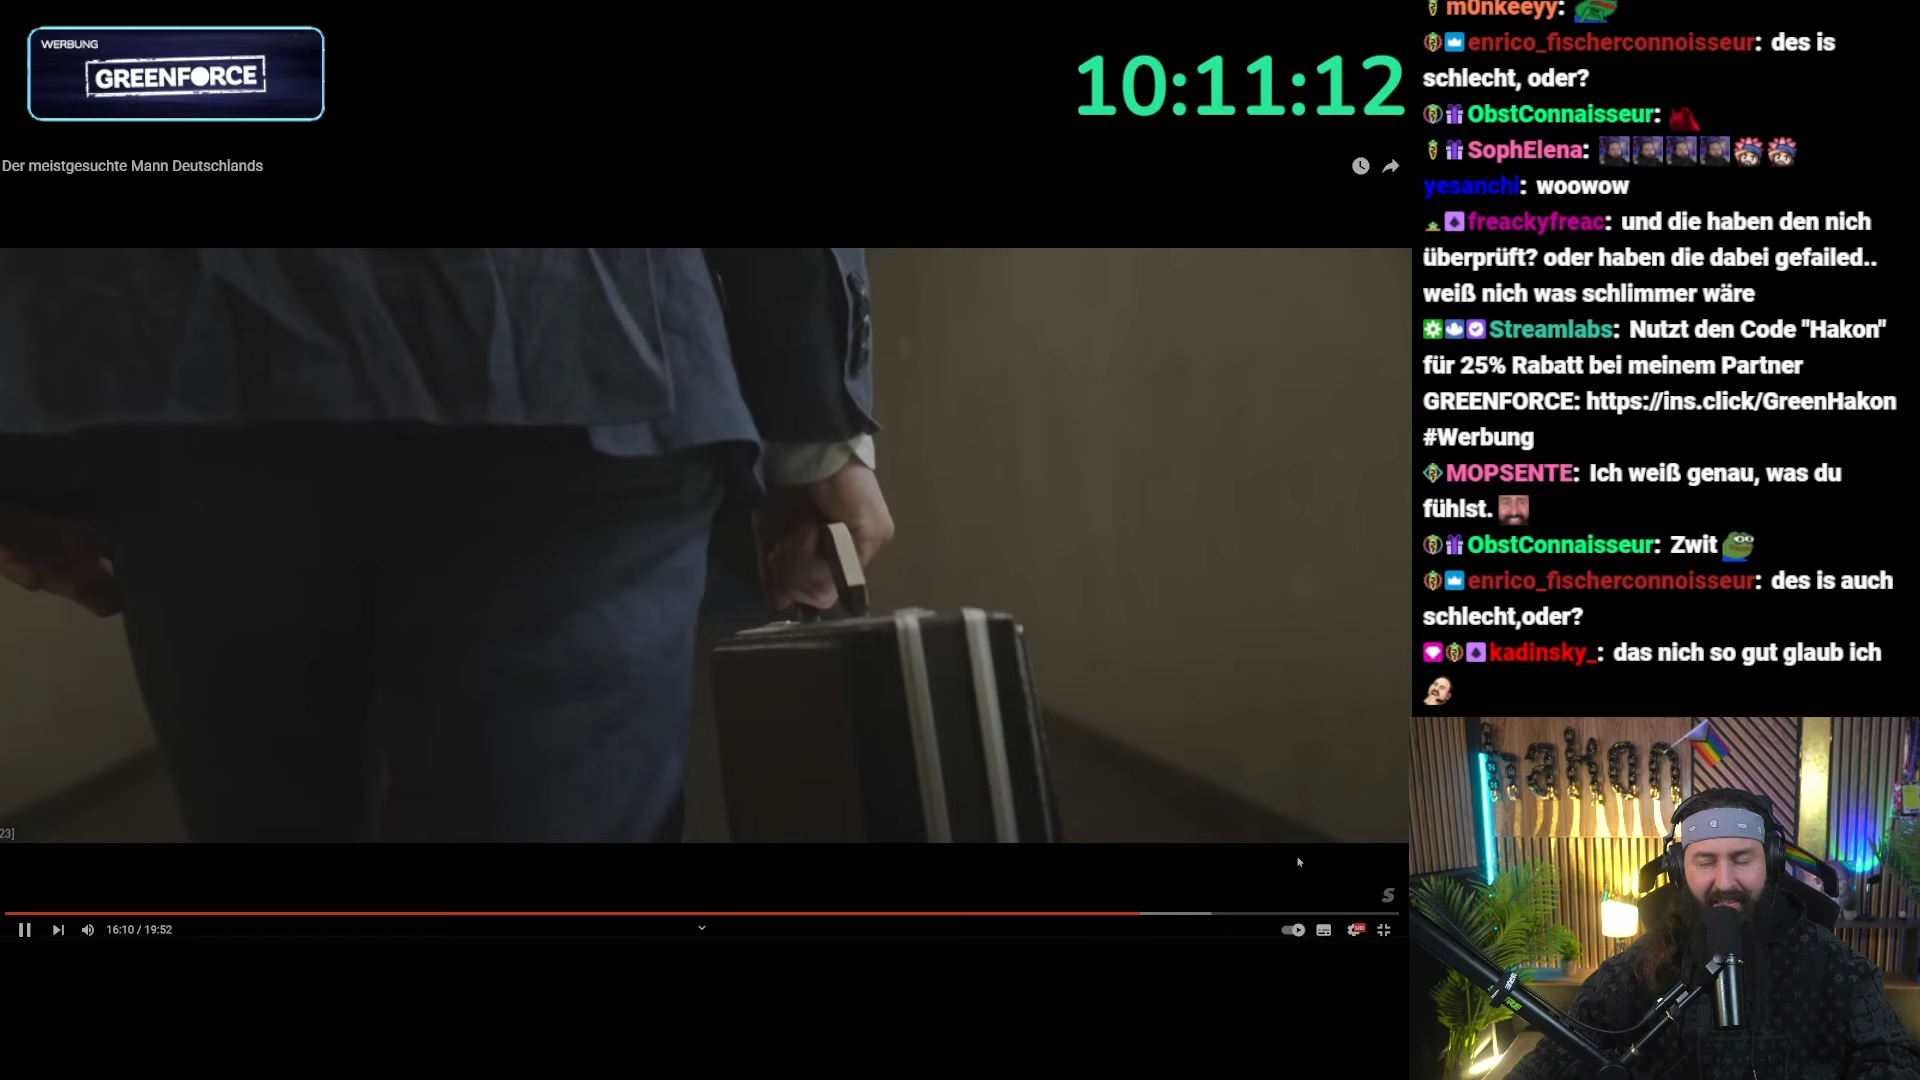 WERBUNG
GREENFORCE
10:11:12
Der meistgesuchte Mann Deutschlands
23]
16:10 / 19:52
m0nkeeyy:
enrico_fischerconnoisseur: des is
schlecht, oder?
ObstConnaisseur:
SophElena:
yesanchi: woowow
freackyfreac: und die haben den nich
überprüft? oder haben die dabei gefailed..
weiß nich was schlimmer wäre
Streamlabs: Nutzt den Code "Hakon"
für 25% Rabatt bei meinem Partner
GREENFORCE: https://ins.click/GreenHakon
#Werbung
MOPSENTE: Ich weiß genau, was du
fühlst.
ObstConnaisseur: Zwit
enrico_fischerconnoisseur: des is auch
schlecht,oder?
kadinsky_: das nich so gut glaub ich
hakon